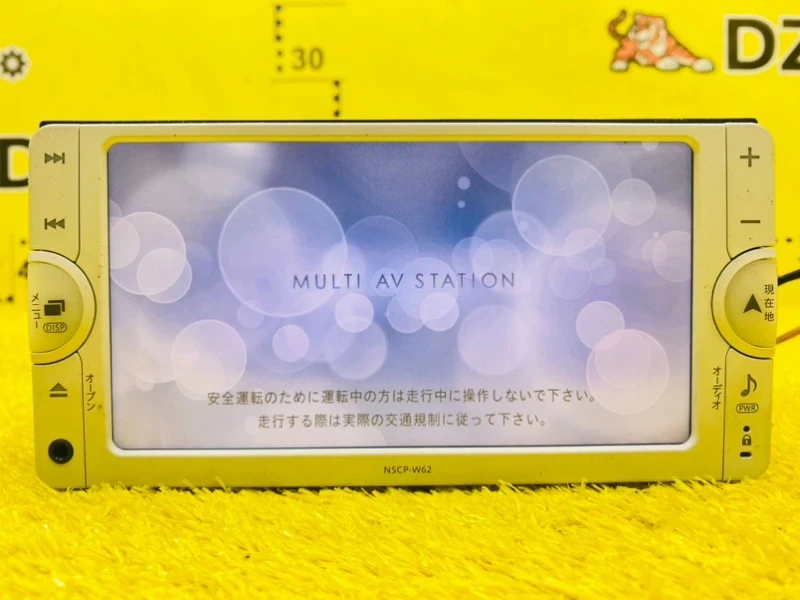 30
DZ
D
4
MULTI AV STATION
安全運転のために運転中の方は走行中に操作しないで下さい。
走行する際は実際の交通規制に従って下さい。
メニュー
DISP
オープン
現在地
オーディオ
PWR
NSCP-W62